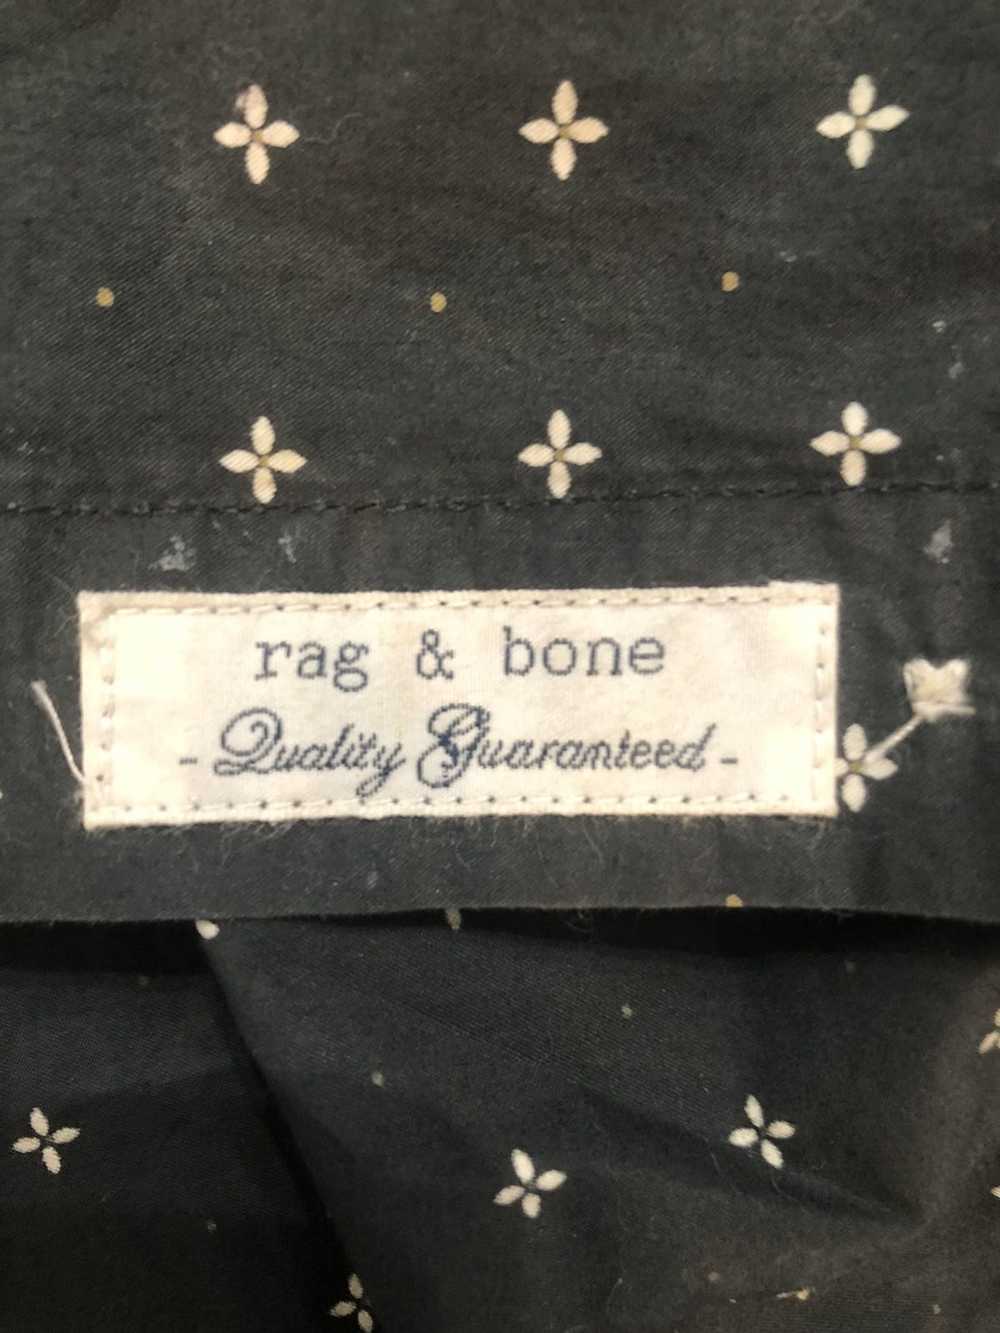 rag & bone
- Quality Guaranteed -